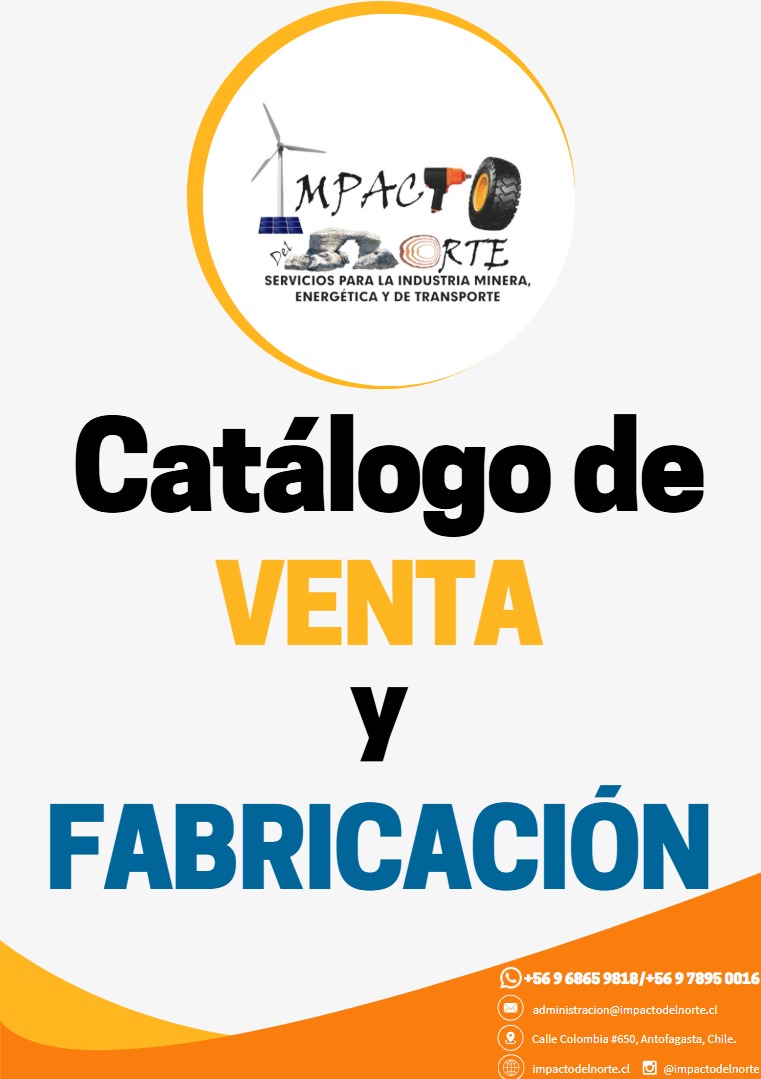 IMPACTO
Del NORTE
SERVICIOS PARA LA INDUSTRIA MINERA,
ENERGÉTICA Y DE TRANSPORTE
Catálogo de
VENTA
y
FABRICACIÓN
+56 9 6865 9818/+56 9 7895 0016
administracion@impactodelnorte.cl
Calle Colombia #650, Antofagasta, Chile.
impactodelnorte.cl @impactodelnorte